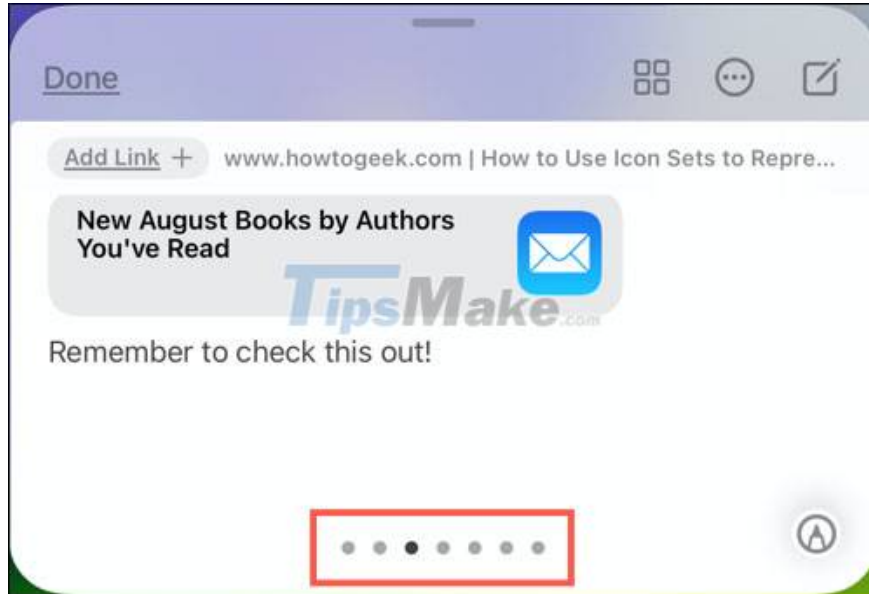 Done
Add Link + www.howtogeek.com | How to Use Icon Sets to Repre...
New August Books by Authors
You've Read
TipsMake.com
Remember to check this out!